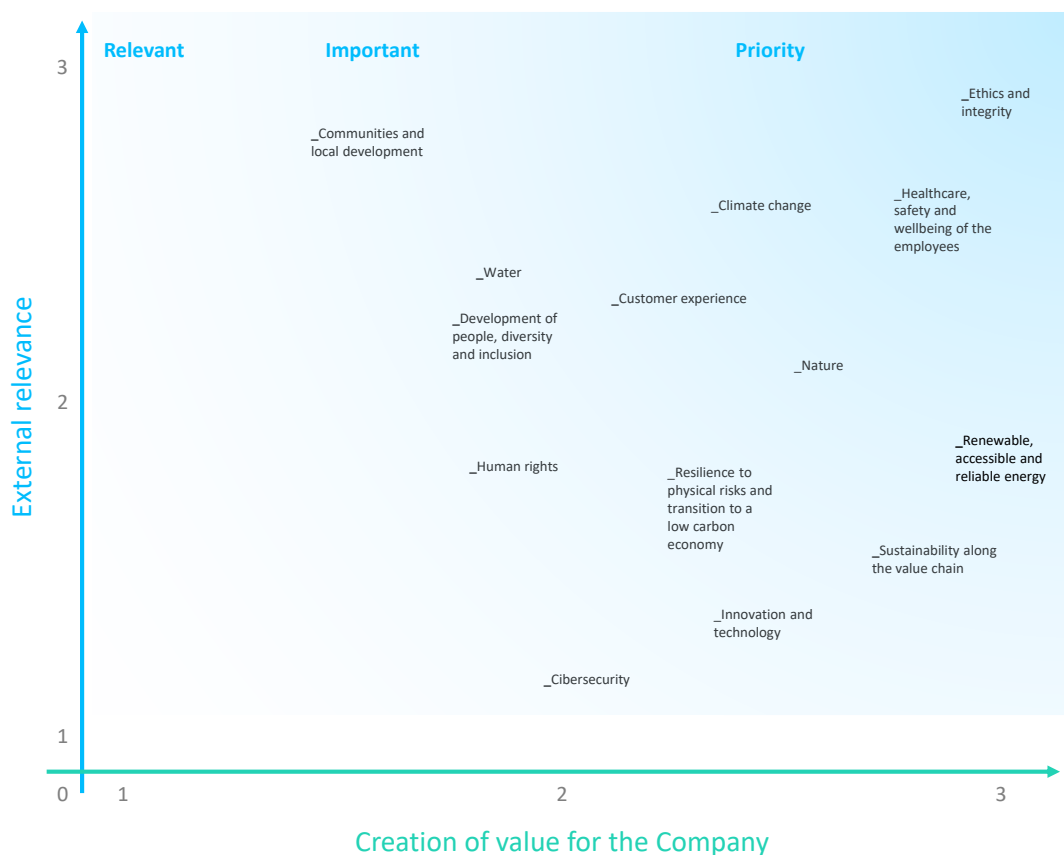 Relevant
Important
Priority
3
_Ethics and
integrity
_Communities and
local development
_Climate change
_Healthcare,
safety and
wellbeing of the
employees
_Water
_Customer experience
_Development of
people, diversity
and inclusion
_Nature
2
External relevance
_Human rights
_Resilience to
physical risks and
transition to a
low carbon
economy
_Renewable,
accessible and
reliable energy
_Sustainability along
the value chain
_Innovation and
technology
_Cibersecurity
1
0
1
2
3
Creation of value for the Company